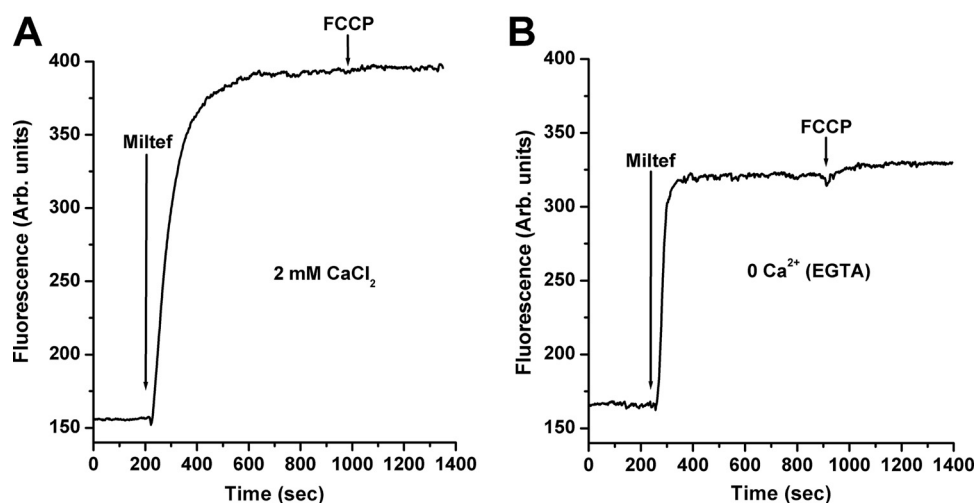 A
FCCP
400
350
300
250
200
150
Fluorescence (Arb. units)
Miltef
2 mM CaCl₂
0 200 400 600 800 1000 1200 1400
Time (sec)
B
400
350
300
250
200
150
Fluorescence (Arb. units)
FCCP
Miltef
0 Ca²⁺ (EGTA)
0 200 400 600 800 1000 1200 1400
Time (sec)